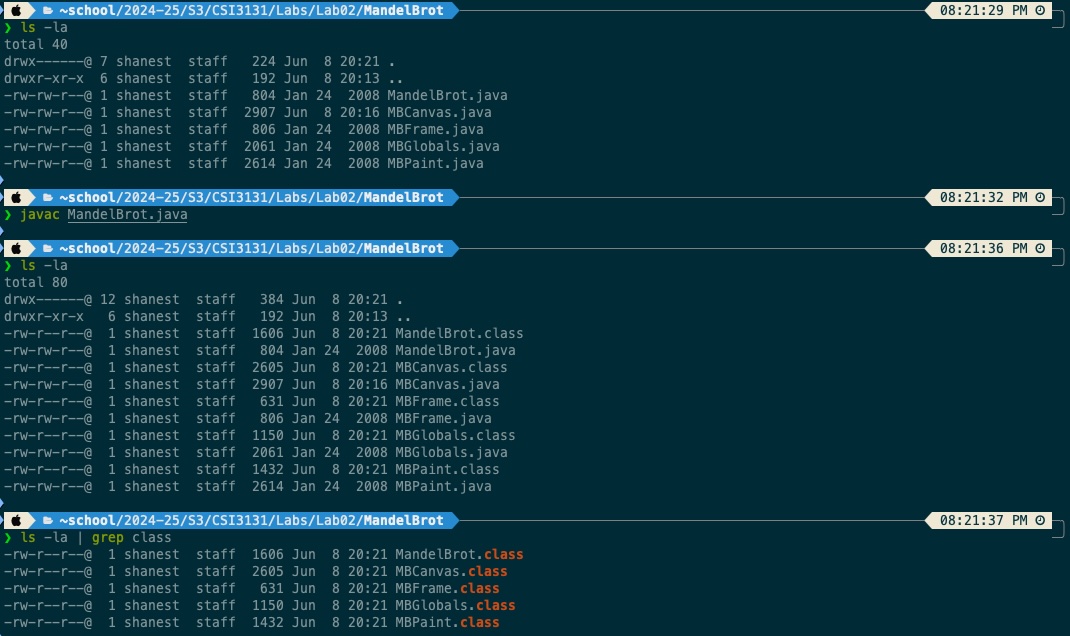 ~school/2024-25/S3/CSI3131/Labs/Lab02/MandelBrot 08:21:29 PM
❯ ls -la
total 40
drwx------@ 7 shanest  staff   224 Jun  8 20:21 .
drwxr-xr-x  6 shanest  staff   192 Jun  8 20:13 ..
-rw-rw-r--@ 1 shanest  staff   804 Jan 24  2008 MandelBrot.java
-rw-rw-r--@ 1 shanest  staff  2907 Jun  8 20:16 MBCanvas.java
-rw-rw-r--@ 1 shanest  staff   806 Jan 24  2008 MBFrame.java
-rw-rw-r--@ 1 shanest  staff  2061 Jan 24  2008 MBGlobals.java
-rw-rw-r--@ 1 shanest  staff  2614 Jan 24  2008 MBPaint.java
~school/2024-25/S3/CSI3131/Labs/Lab02/MandelBrot 08:21:32 PM
❯ javac MandelBrot.java
~school/2024-25/S3/CSI3131/Labs/Lab02/MandelBrot 08:21:36 PM
❯ ls -la
total 80
drwx------@ 12 shanest  staff   384 Jun  8 20:21 .
drwxr-xr-x   6 shanest  staff   192 Jun  8 20:13 ..
-rw-r--r--@  1 shanest  staff  1606 Jun  8 20:21 MandelBrot.class
-rw-rw-r--@  1 shanest  staff   804 Jan 24  2008 MandelBrot.java
-rw-r--r--@  1 shanest  staff  2605 Jun  8 20:21 MBCanvas.class
-rw-rw-r--@  1 shanest  staff  2907 Jun  8 20:16 MBCanvas.java
-rw-r--r--@  1 shanest  staff   631 Jun  8 20:21 MBFrame.class
-rw-rw-r--@  1 shanest  staff   806 Jan 24  2008 MBFrame.java
-rw-r--r--@  1 shanest  staff  1150 Jun  8 20:21 MBGlobals.class
-rw-rw-r--@  1 shanest  staff  2061 Jan 24  2008 MBGlobals.java
-rw-r--r--@  1 shanest  staff  1432 Jun  8 20:21 MBPaint.class
-rw-rw-r--@  1 shanest  staff  2614 Jan 24  2008 MBPaint.java
~school/2024-25/S3/CSI3131/Labs/Lab02/MandelBrot 08:21:37 PM
❯ ls -la | grep class
-rw-r--r--@  1 shanest  staff  1606 Jun  8 20:21 MandelBrot.class
-rw-r--r--@  1 shanest  staff  2605 Jun  8 20:21 MBCanvas.class
-rw-r--r--@  1 shanest  staff   631 Jun  8 20:21 MBFrame.class
-rw-r--r--@  1 shanest  staff  1150 Jun  8 20:21 MBGlobals.class
-rw-r--r--@  1 shanest  staff  1432 Jun  8 20:21 MBPaint.class